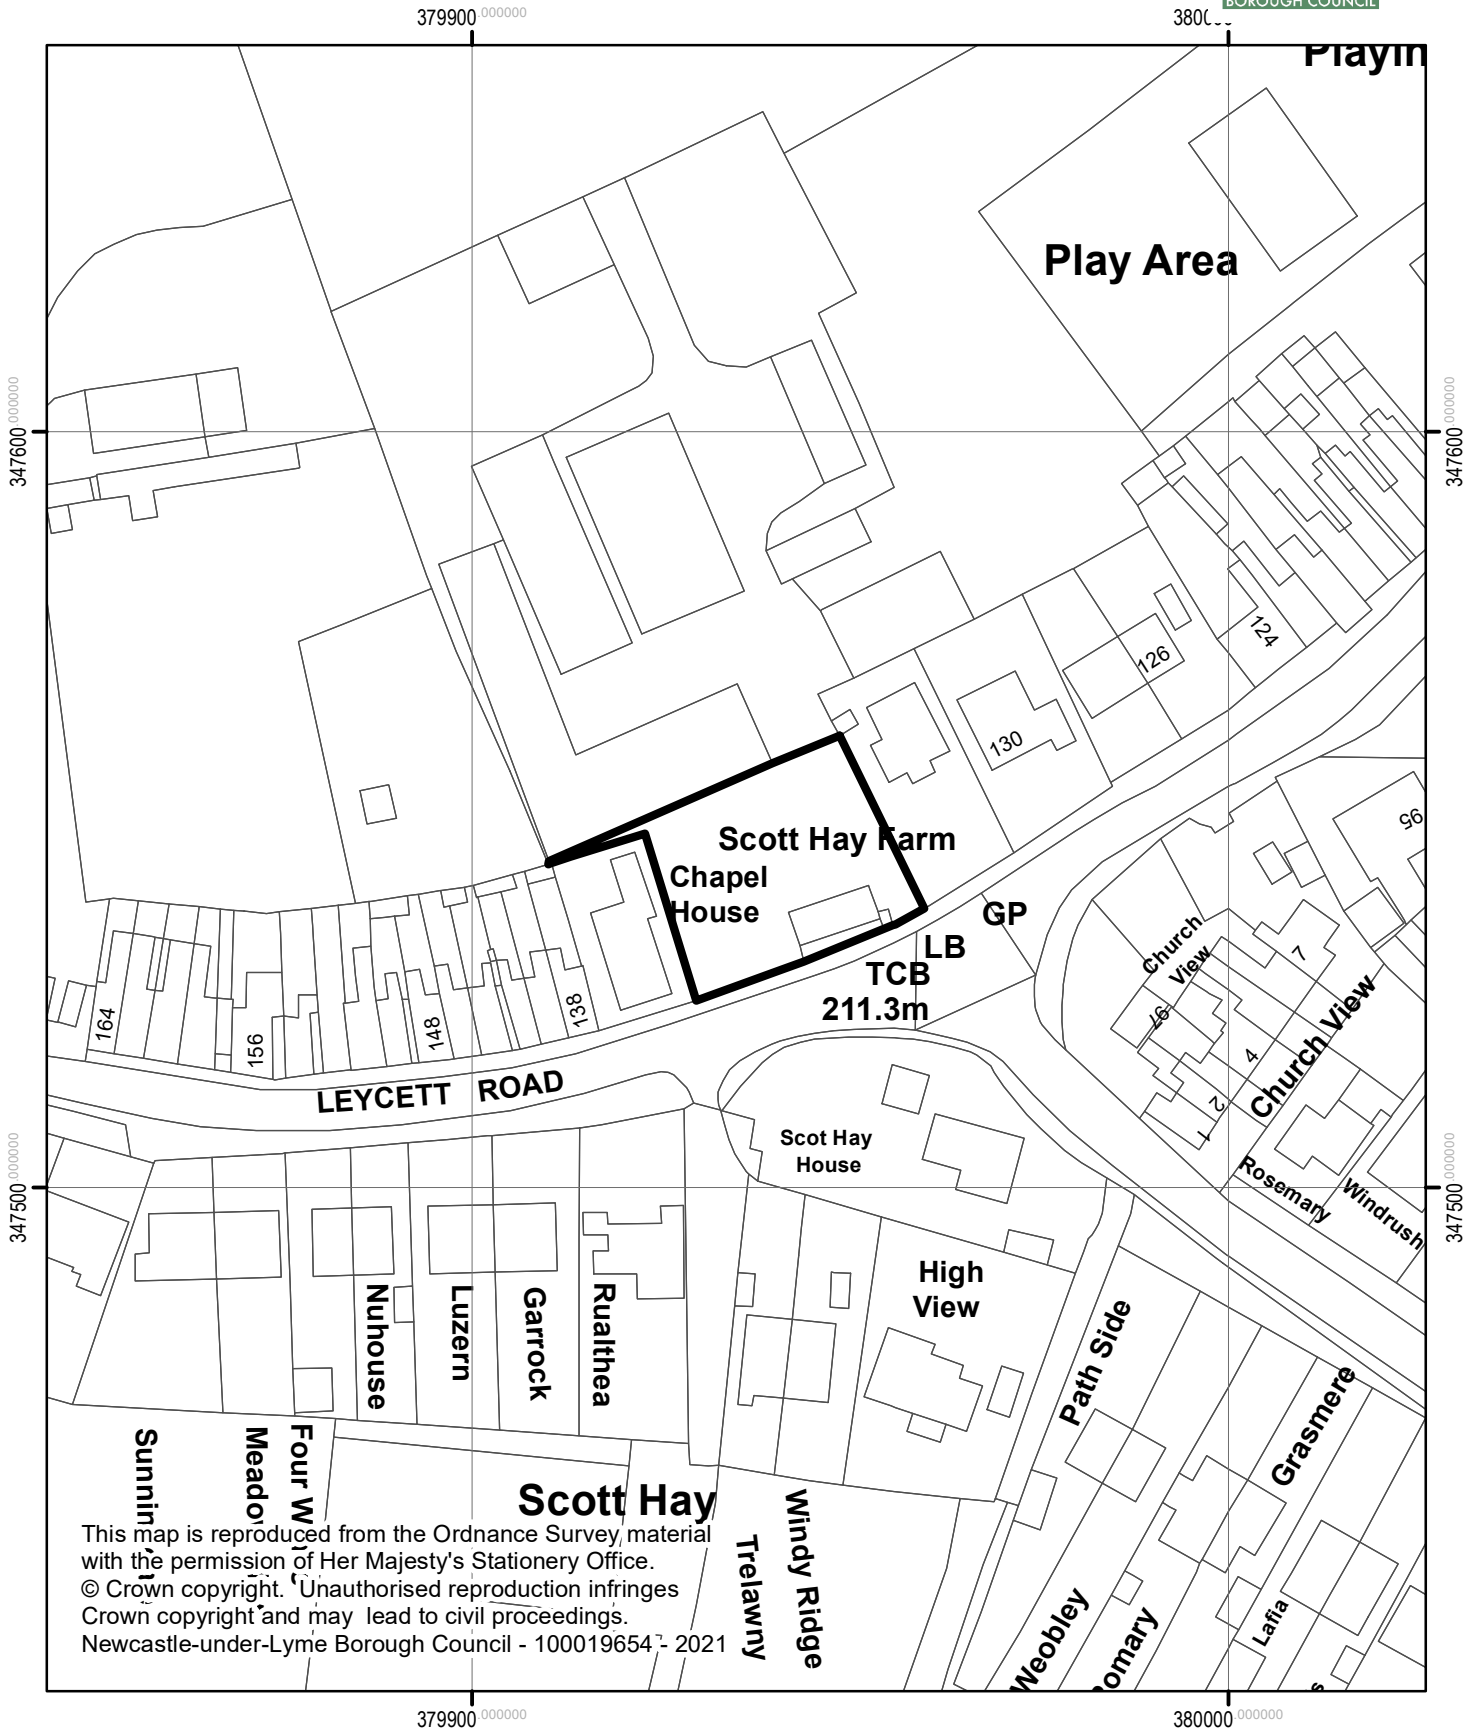 BOROUGH COUNCIL
379900.000000
Play Area
347600.000000
347600.000000
124
126
130
Scott Hay Farm
Chapel
House
95
GP
LB
TCB
211.3m
Church
View
97
7
4
2
1
Church View
164
156
148
138
LEYCETT ROAD
Scot Hay
House
Rosemary
Windrush
347500.000000
347500.000000
High
View
Nuhouse
Luzern
Garrock
Rualthea
Path Side
Grasmere
Scott Hay
Windy Ridge
Trelawny
Weobley
Lafia
This map is reproduced from the Ordnance Survey material
with the permission of Her Majesty's Stationery Office.
© Crown copyright. Unauthorised reproduction infringes
Crown copyright and may lead to civil proceedings.
Newcastle-under-Lyme Borough Council - 100019654 - 2021
379900.000000
380000.000000